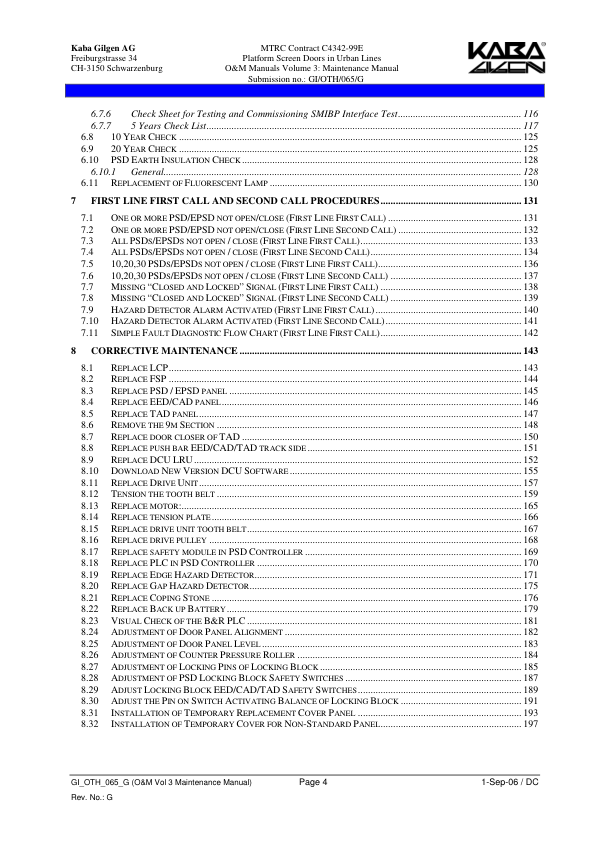 Kaba Gilgen AG
Freiburgstrasse 34
CH-3150 Schwarzenburg
MTRC Contract C4342-99E
Platform Screen Doors in Urban Lines
O&M Manuals Volume 3: Maintenance Manual
Submission no.: GI/OTH/065/G
KABA
GILGEN
6.7.6 Check Sheet for Testing and Commissioning SMIBP Interface Test 116
6.7.7 5 Years Check List 117
6.8 10 YEAR CHECK 125
6.9 20 YEAR CHECK 125
6.10 PSD EARTH INSULATION CHECK 128
6.10.1 General 128
6.11 REPLACEMENT OF FLUORESCENT LAMP 130
7 FIRST LINE FIRST CALL AND SECOND CALL PROCEDURES 131
7.1 ONE OR MORE PSD/EPSD NOT OPEN/CLOSE (FIRST LINE FIRST CALL) 131
7.2 ONE OR MORE PSD/EPSD NOT OPEN/CLOSE (FIRST LINE SECOND CALL) 132
7.3 ALL PSDS/EPSDS NOT OPEN / CLOSE (FIRST LINE FIRST CALL) 133
7.4 ALL PSDS/EPSDS NOT OPEN / CLOSE (FIRST LINE SECOND CALL) 134
7.5 10,20,30 PSDS/EPSDS NOT OPEN / CLOSE (FIRST LINE FIRST CALL) 136
7.6 10,20,30 PSDS/EPSDS NOT OPEN / CLOSE (FIRST LINE SECOND CALL) 137
7.7 MISSING “CLOSED AND LOCKED” SIGNAL (FIRST LINE FIRST CALL) 138
7.8 MISSING “CLOSED AND LOCKED” SIGNAL (FIRST LINE SECOND CALL) 139
7.9 HAZARD DETECTOR ALARM ACTIVATED (FIRST LINE FIRST CALL) 140
7.10 HAZARD DETECTOR ALARM ACTIVATED (FIRST LINE SECOND CALL) 141
7.11 SIMPLE FAULT DIAGNOSTIC FLOW CHART (FIRST LINE FIRST CALL) 142
8 CORRECTIVE MAINTENANCE 143
8.1 REPLACE LCP 143
8.2 REPLACE FSP 144
8.3 REPLACE PSD / EPSD PANEL 145
8.4 REPLACE EED/CAD PANEL 146
8.5 REPLACE TAD PANEL 147
8.6 REMOVE THE 9M SECTION 148
8.7 REPLACE DOOR CLOSER OF TAD 150
8.8 REPLACE PUSH BAR EED/CAD/TAD TRACK SIDE 151
8.9 REPLACE DCU LRU 152
8.10 DOWNLOAD NEW VERSION DCU SOFTWARE 155
8.11 REPLACE DRIVE UNIT 157
8.12 TENSION THE TOOTH BELT 159
8.13 REPLACE MOTOR: 165
8.14 REPLACE TENSION PLATE 166
8.15 REPLACE DRIVE UNIT TOOTH BELT 167
8.16 REPLACE DRIVE PULLEY 168
8.17 REPLACE SAFETY MODULE IN PSD CONTROLLER 169
8.18 REPLACE PLC IN PSD CONTROLLER 170
8.19 REPLACE EDGE HAZARD DETECTOR 171
8.20 REPLACE GAP HAZARD DETECTOR 175
8.21 REPLACE COPING STONE 176
8.22 REPLACE BACK UP BATTERY 179
8.23 VISUAL CHECK OF THE B&R PLC 181
8.24 ADJUSTMENT OF DOOR PANEL ALIGNMENT 182
8.25 ADJUSTMENT OF DOOR PANEL LEVEL 183
8.26 ADJUSTMENT OF COUNTER PRESSURE ROLLER 184
8.27 ADJUSTMENT OF LOCKING PINS OF LOCKING BLOCK 185
8.28 ADJUSTMENT OF PSD LOCKING BLOCK SAFETY SWITCHES 187
8.29 ADJUST LOCKING BLOCK EED/CAD/TAD SAFETY SWITCHES 189
8.30 ADJUST THE PIN ON SWITCH ACTIVATING BALANCE OF LOCKING BLOCK 191
8.31 INSTALLATION OF TEMPORARY REPLACEMENT COVER PANEL 193
8.32 INSTALLATION OF TEMPORARY COVER FOR NON-STANDARD PANEL 197
GI_OTH_065_G (O&M Vol 3 Maintenance Manual) Page 4 1-Sep-06 / DC
Rev. No.: G